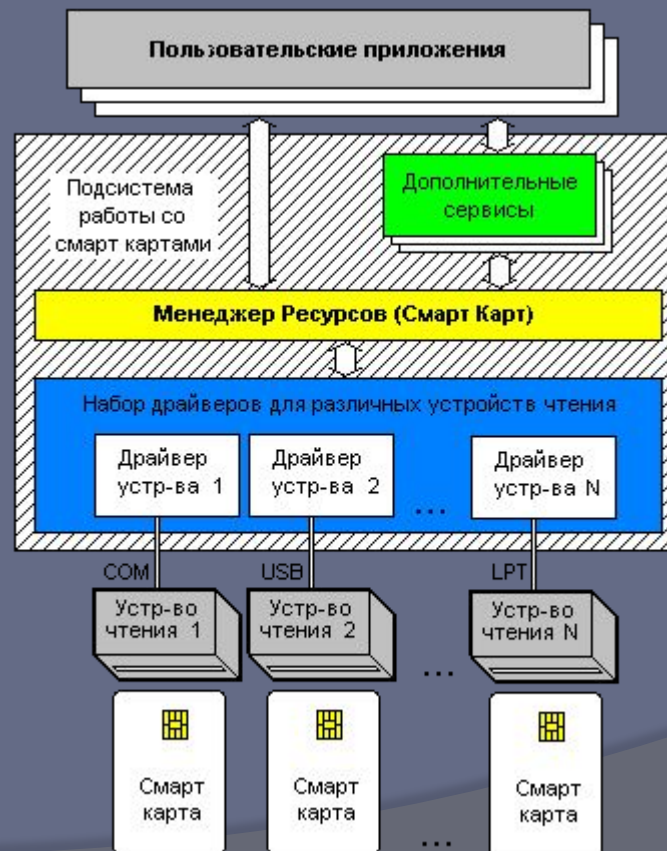 Пользовательские приложения
Подсистема
работы со
смарт картами
Дополнительные
сервисы
Менеджер Ресурсов (Смарт Карт)
Набор драйверов для различных устройств чтения
Драйвер
устр-ва 1
Драйвер
устр-ва 2
...
Драйвер
устр-ва N
COM
USB
LPT
Устр-во
чтения 1
Устр-во
чтения 2
...
Устр-во
чтения N
Смарт
карта
Смарт
карта
...
Смарт
карта